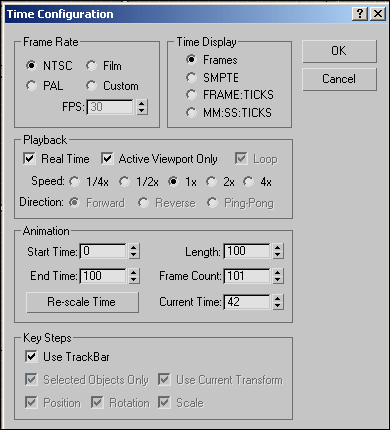 Time Configuration
Frame Rate
NTSC Film
PAL Custom
FPS: 30
Time Display
Frames
SMPTE
FRAME:TICKS
MM:SS:TICKS
OK
Cancel
Playback
Real Time Active Viewport Only Loop
Speed: 1/4x 1/2x 1x 2x 4x
Direction: Forward Reverse Ping-Pong
Animation
Start Time: 0 Length: 100
End Time: 100 Frame Count: 101
Re-scale Time Current Time: 42
Key Steps
Use TrackBar
Selected Objects Only Use Current Transform
Position Rotation Scale